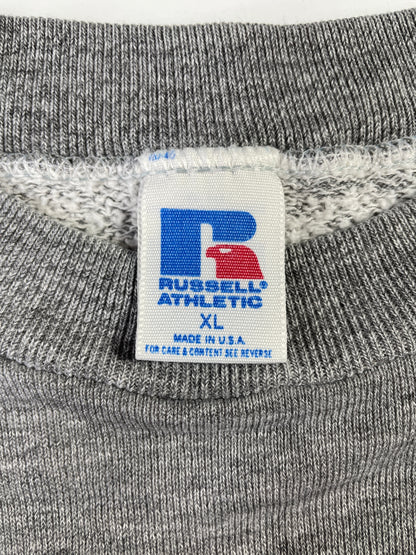 R
RUSSELL®
ATHLETIC
XL
MADE IN U.S.A.
FOR CARE & CONTENT SEE REVERSE